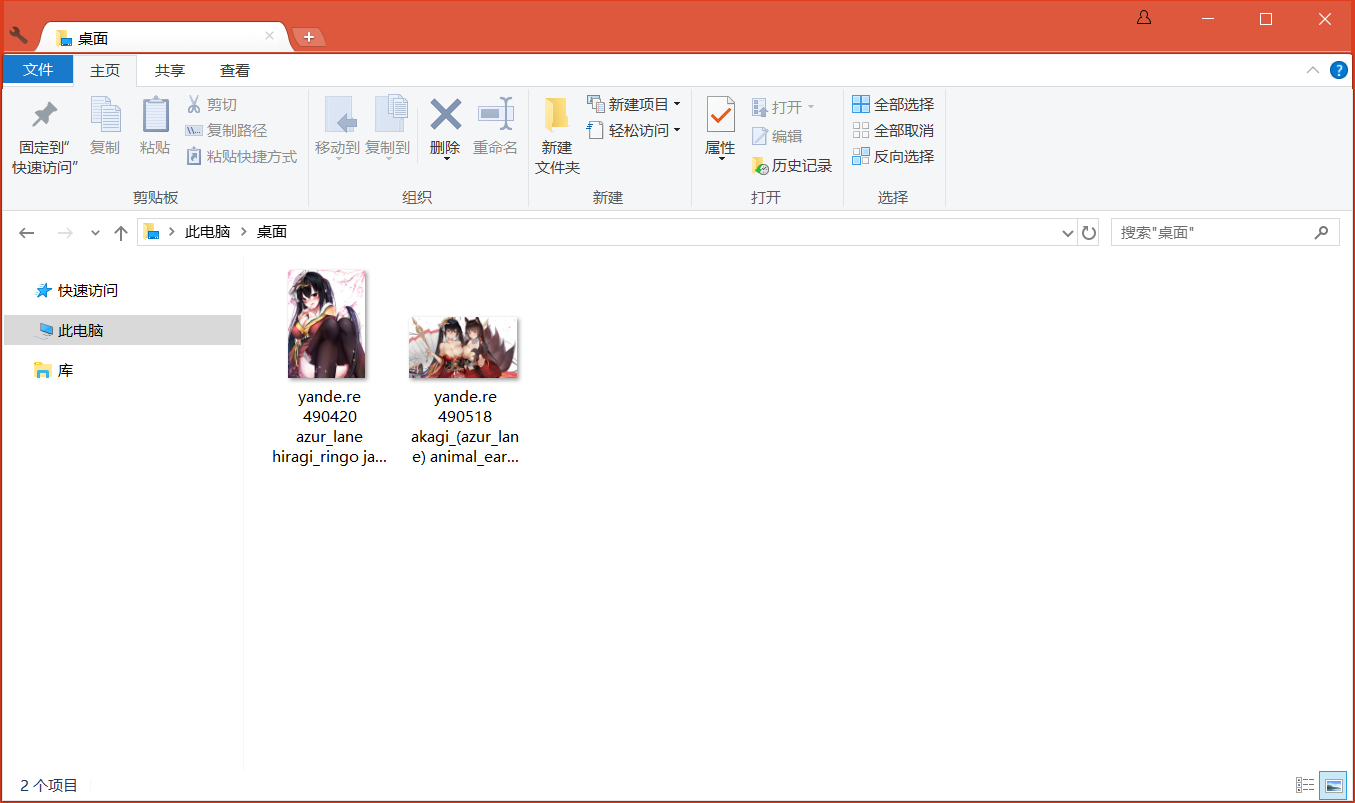 桌面
文件 主页 共享 查看
固定到"
快速访问"
复制
粘贴
剪切
复制路径
粘贴快捷方式
剪贴板
移动到
复制到
删除
重命名
组织
新建
文件夹
新建项目
轻松访问
新建
属性
打开
编辑
历史记录
打开
全部选择
全部取消
反向选择
选择
此电脑 桌面
搜索"桌面"
快速访问
此电脑
库
yande.re
490420
azur_lane
hiragi_ringo ja...
yande.re
490518
akagi_(azur_lan
e) animal_ear...
2 个项目